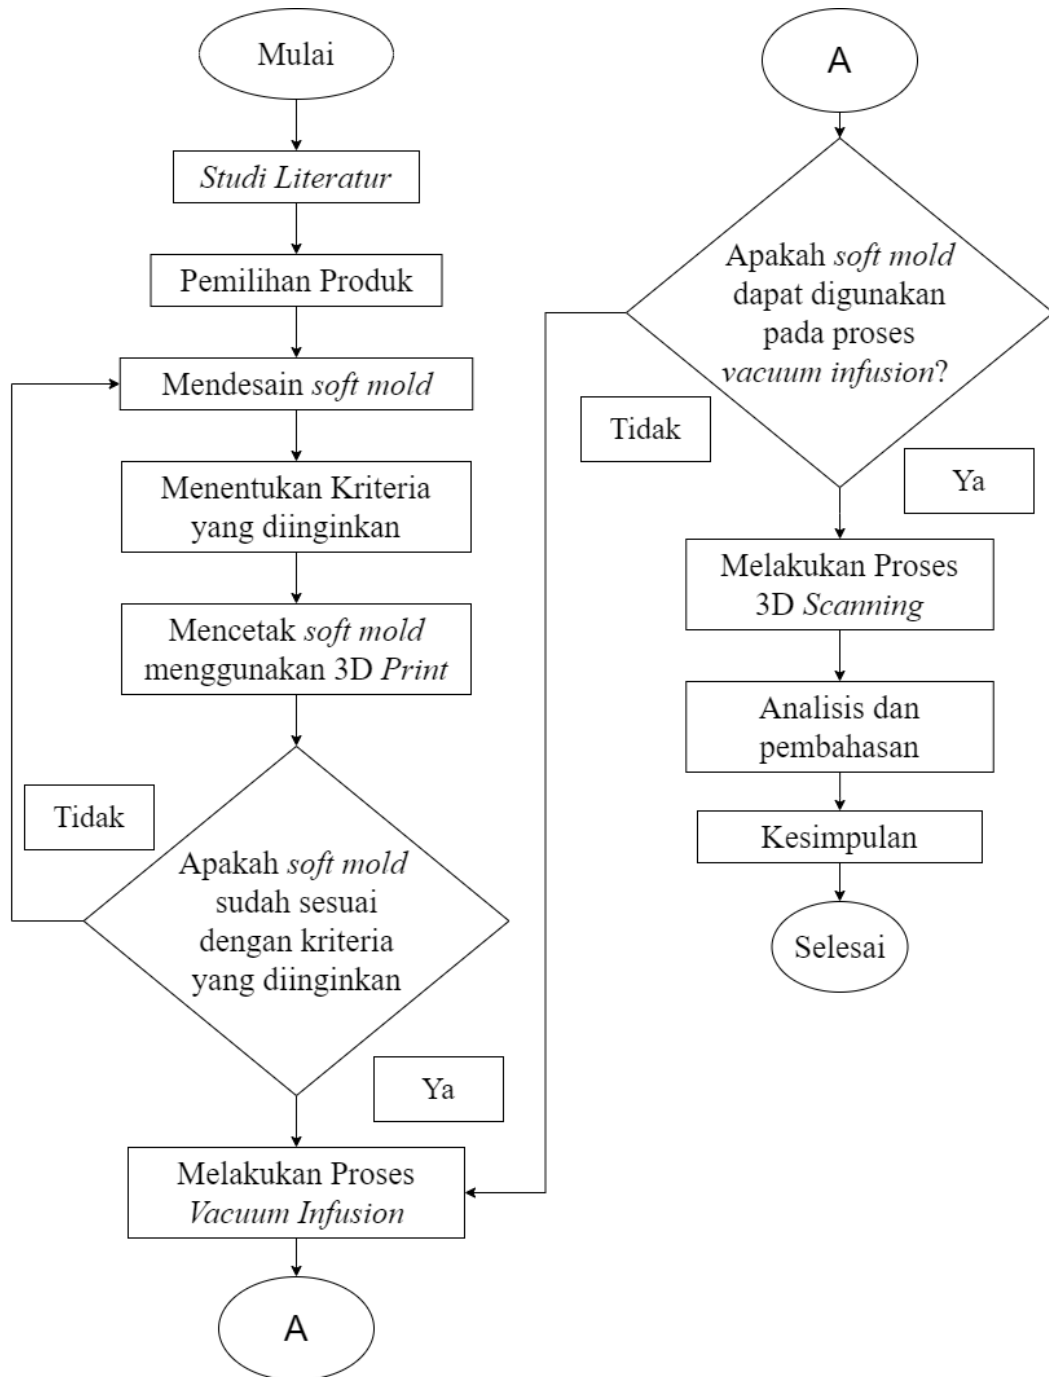 Mulai
Studi Literatur
Pemilihan Produk
Mendesain soft mold
Menentukan Kriteria
yang diinginkan
Mencetak soft mold
menggunakan 3D Print
Tidak
Apakah soft mold
sudah sesuai
dengan kriteria
yang diinginkan
Ya
Melakukan Proses
Vacuum Infusion
A
A
Apakah soft mold
dapat digunakan
pada proses
vacuum infusion?
Tidak
Ya
Melakukan Proses
3D Scanning
Analisis dan
pembahasan
Kesimpulan
Selesai